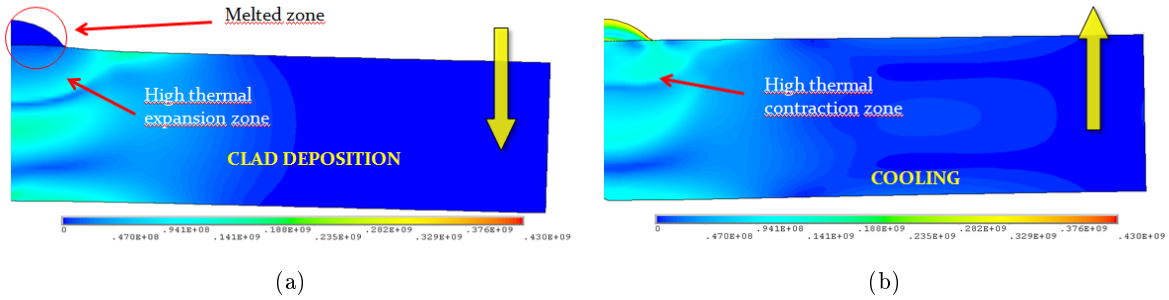 Melted zone
High thermal
expansion zone
CLAD DEPOSITION
0
.470E+08
.941E+08
.141E+09
.188E+09
.235E+09
.282E+09
.329E+09
.376E+09
.430E+09
(a)
High thermal
contraction zone
COOLING
0
.470E+08
.941E+08
.141E+09
.188E+09
.235E+09
.282E+09
.329E+09
.376E+09
.430E+09
(b)